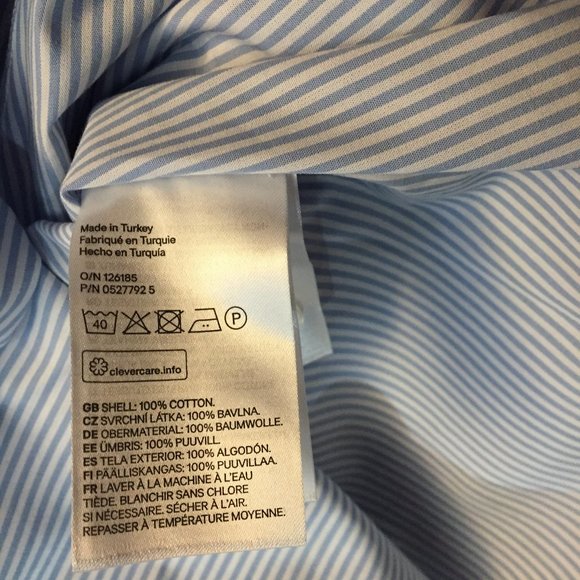 Made in Turkey
Fabriqué en Turquie
Hecho en Turquía
O/N 126185
P/N 0527792 5
40 P
clevercare.info
GB SHELL: 100% COTTON.
CZ SVRCHNÍ LÁTKA: 100% BAVLNA.
DE OBERMATERIAL: 100% BAUMWOLLE.
EE ÜMBRIS: 100% PUUVILL.
ES TELA EXTERIOR: 100% ALGODÓN.
FI PÄÄLLISKANGAS: 100% PUUVILLAA.
FR LAVER À LA MACHINE À L'EAU
TIÈDE. BLANCHIR SANS CHLORE
SI NÉCESSAIRE. SÉCHER À L'AIR.
REPASSER À TEMPÉRATURE MOYENNE.